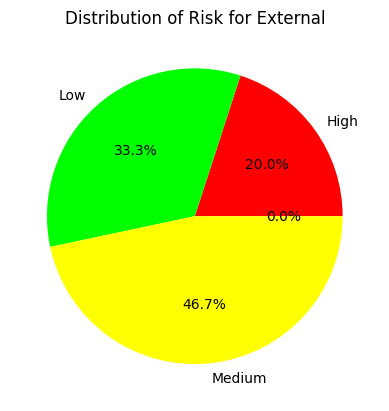 Distribution of Risk for External
Low
High
33.3%
20.0%
0.0%
46.7%
Medium